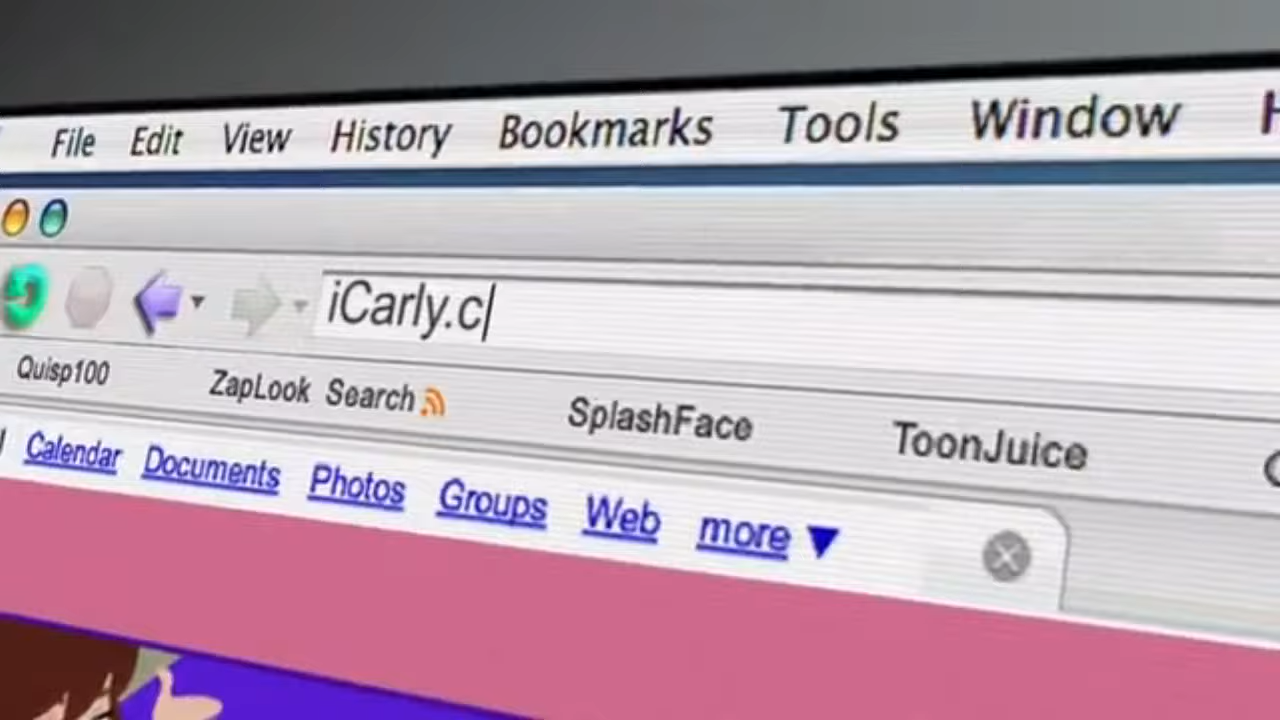 File Edit View History Bookmarks Tools Window H
iCarly.c
Quisp100 ZapLook Search SplashFace ToonJuice
Calendar Documents Photos Groups Web more